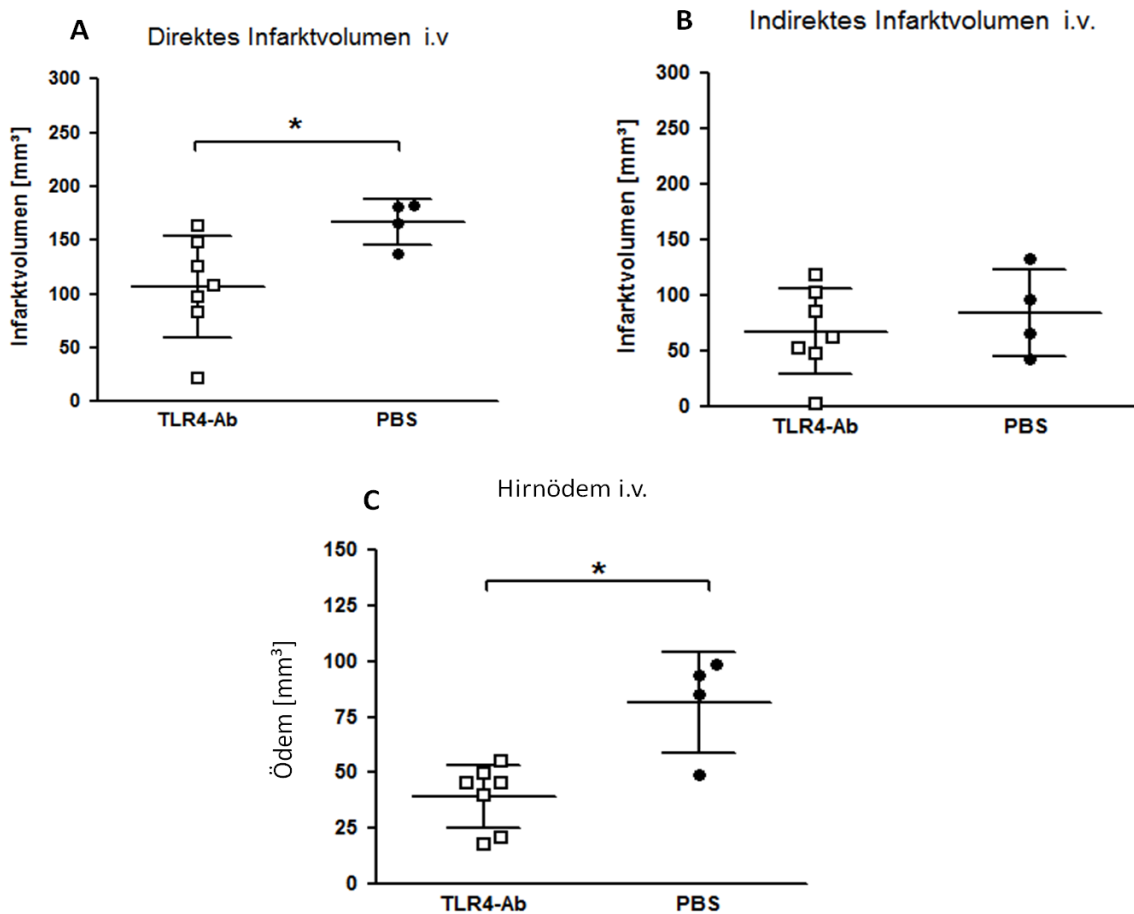 A
Direktes Infarktvolumen i.v
Infarktvolumen [mm³]
300
250
200
150
100
50
0
*
TLR4-Ab
PBS
B
Indirektes Infarktvolumen i.v.
Infarktvolumen [mm³]
300
250
200
150
100
50
0
TLR4-Ab
PBS
C
Hirnödem i.v.
Ödem [mm³]
150
125
100
75
50
25
0
*
TLR4-Ab
PBS